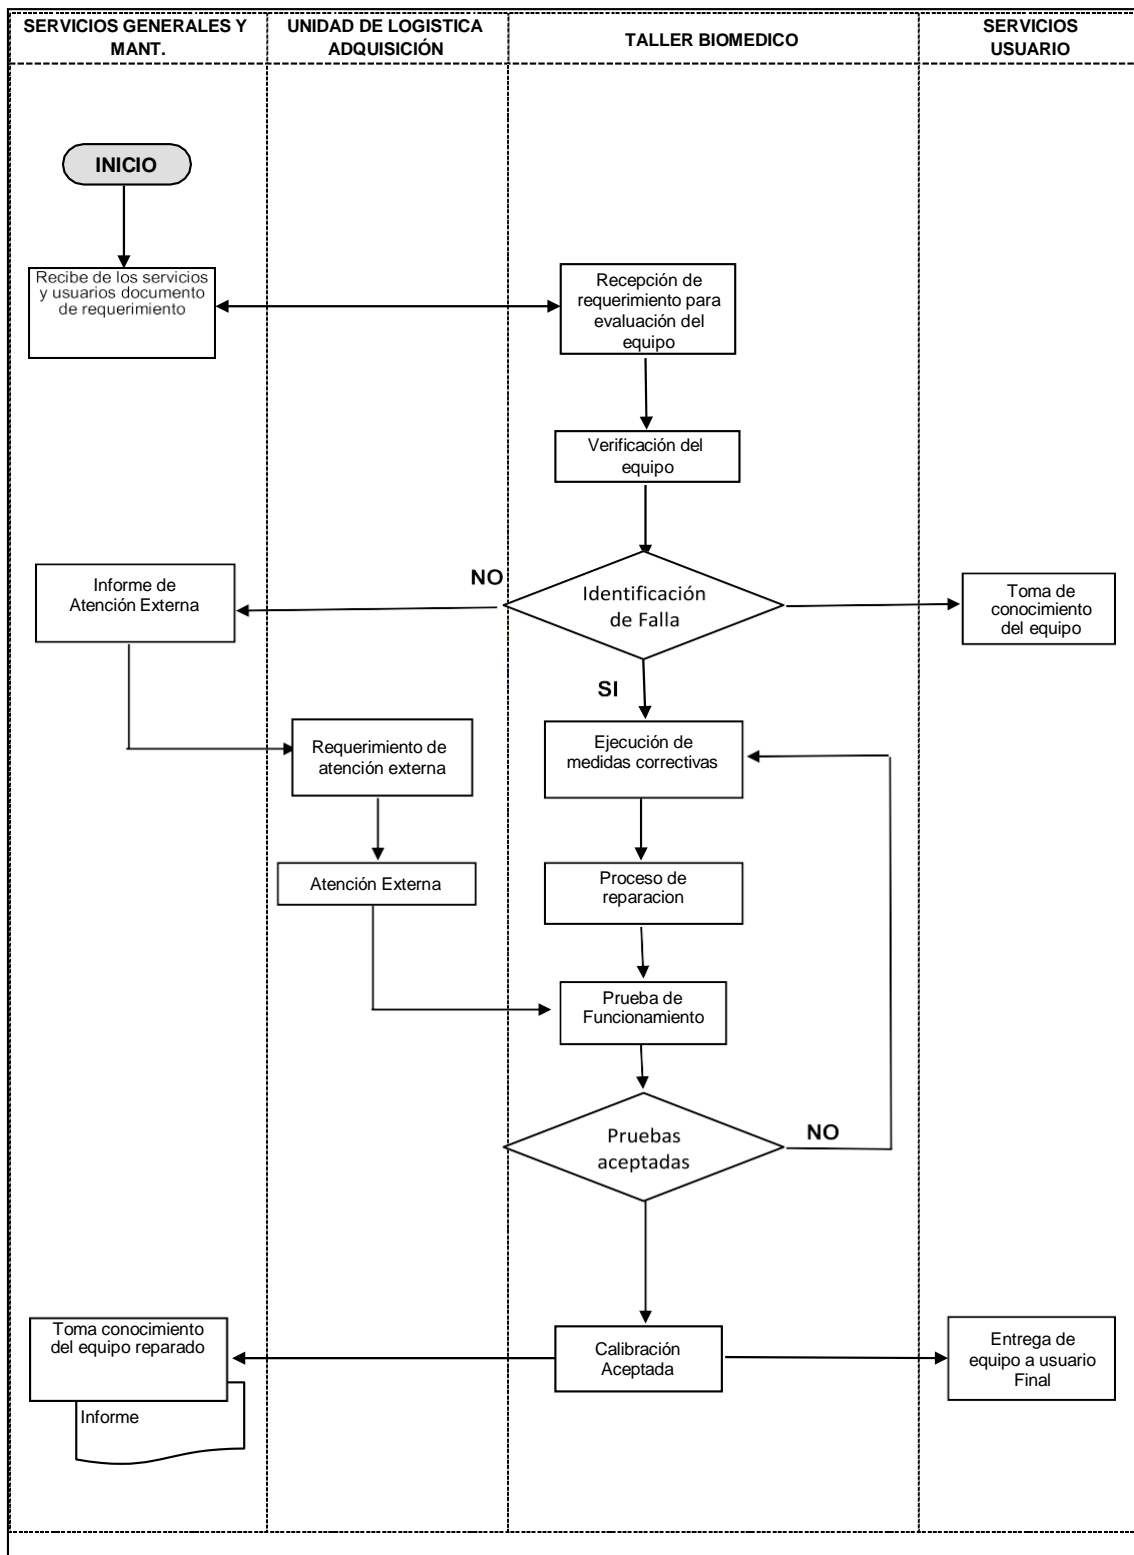 SERVICIOS GENERALES Y
MANT.
UNIDAD DE LOGISTICA
ADQUISICIÓN
TALLER BIOMEDICO
SERVICIOS
USUARIO
INICIO
Recibe de los servicios
y usuarios documento
de requerimiento
Recepción de
requerimiento para
evaluación del
equipo
Verificación del
equipo
Informe de
Atención Externa
NO
Identificación
de Falla
Toma de
conocimiento
del equipo
SI
Requerimiento de
atención externa
Ejecución de
medidas correctivas
Atención Externa
Proceso de
reparacion
Prueba de
Funcionamiento
Pruebas
aceptadas
NO
Toma conocimiento
del equipo reparado
Informe
Calibración
Aceptada
Entrega de
equipo a usuario
Final